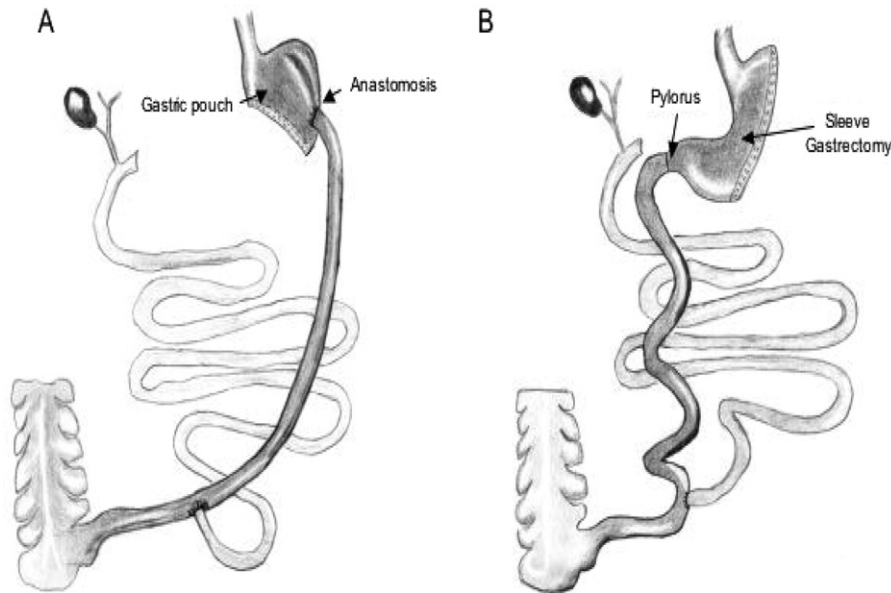 A
B
Gastric pouch
Anastomosis
Pylorus
Sleeve
Gastrectomy